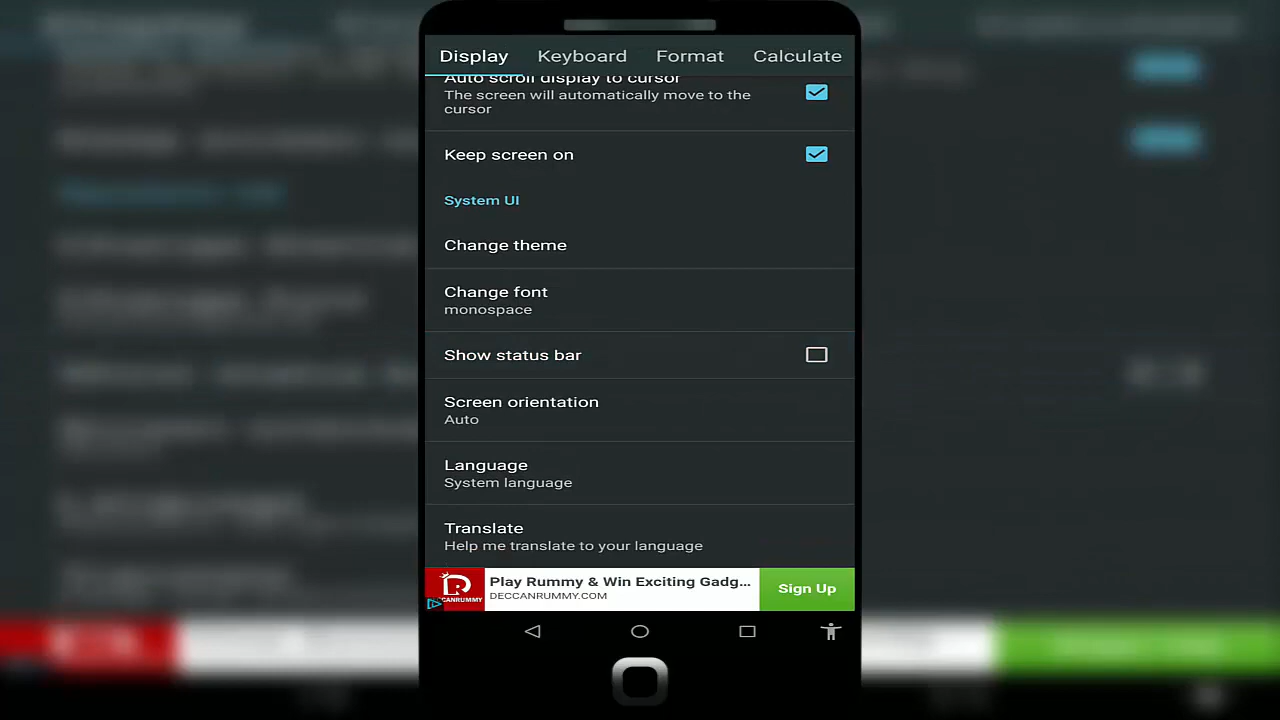 Display Keyboard Format Calculate
Auto scroll display to cursor
The screen will automatically move to the
cursor
Keep screen on
System UI
Change theme
Change font
monospace
Show status bar
Screen orientation
Auto
Language
System language
Translate
Help me translate to your language
Play Rummy & Win Exciting Gadg...
DECCANRUMMY.COM
Sign Up